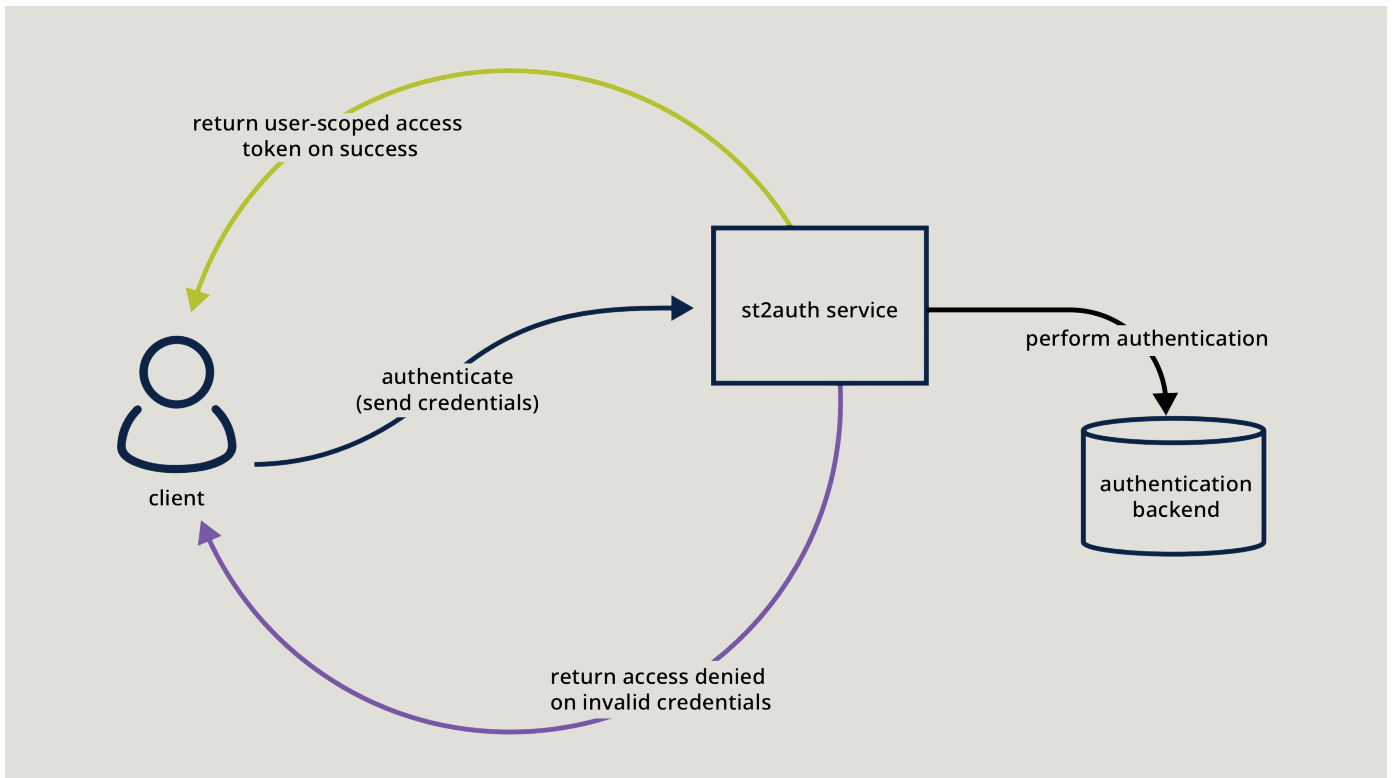 return user-scoped access
token on success
st2auth service
perform authentication
authenticate
(send credentials)
client
authentication
backend
return access denied
on invalid credentials